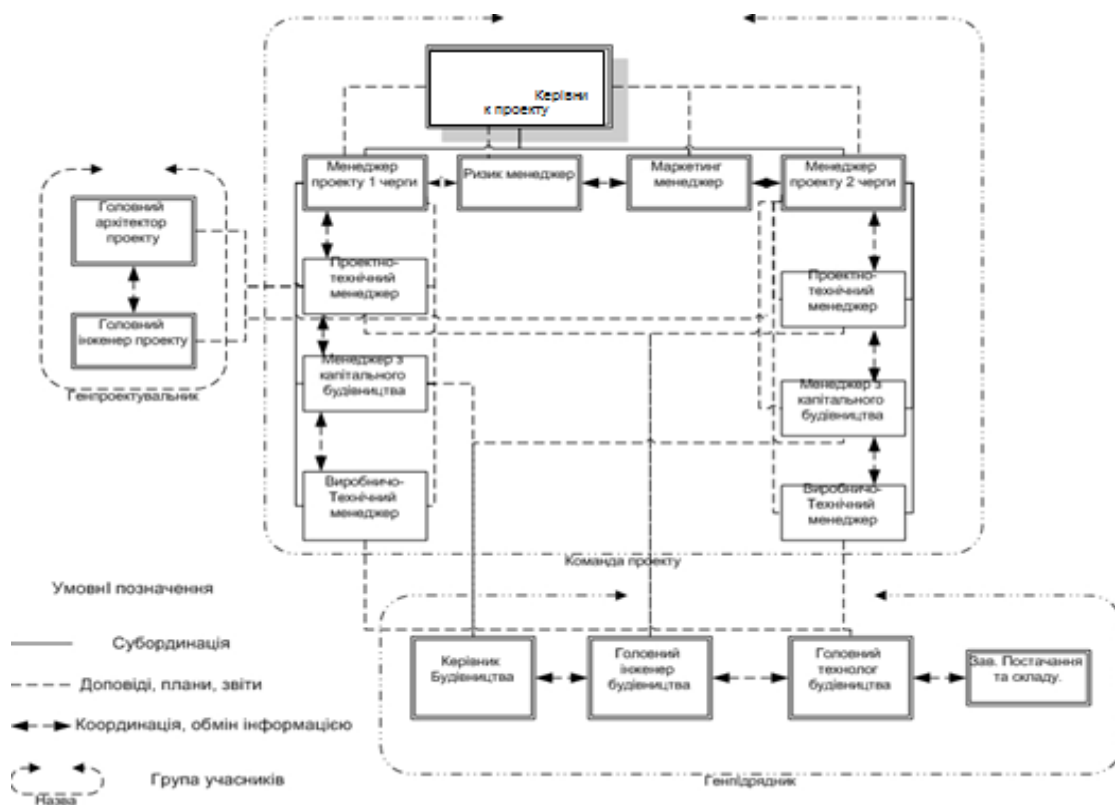 Керівни
к проекту
Менеджер
проекту 1 черги
Ризик менеджер
Маркетинг
менеджер
Менеджер
проекту 2 черги
Головний
архітектор
проекту
Головний
інженер проекту
Генпроектувальник
Проектно-
технічний
менеджер
Менеджер з
капітального
будівництва
Виробничо-
Технічний
менеджер
Проектно-
технічний
менеджер
Менеджер з
капітального
будівництва
Виробничо-
Технічний
менеджер
Команда проекту
Умовні позначення
Субординація
Доповіді, плани, звіти
Координація, обмін інформацією
Група учасників
Назва
Керівник
Будівництва
Головний
інженер
будівництва
Головний
технолог
будівництва
Зав. Постачання
та складу.
Генпідрядник